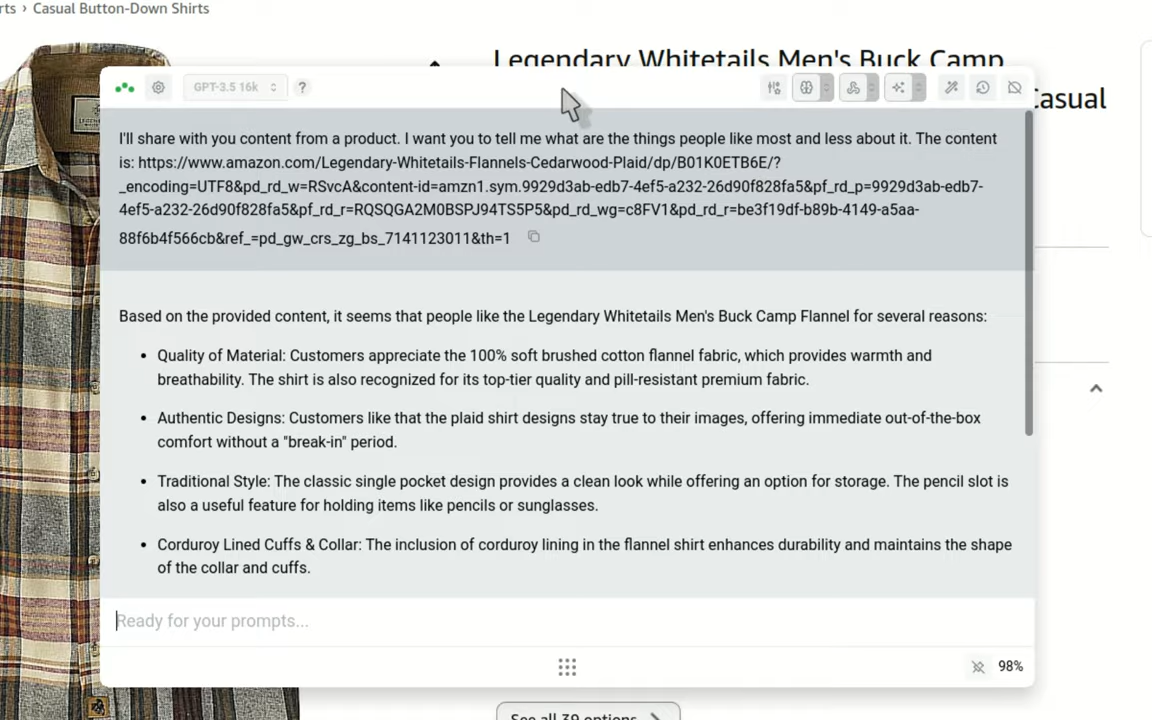 rts › Casual Button-Down Shirts
Legendary Whitetails Men's Buck Camp
Casual
GPT-3.5 16k
?
I'll share with you content from a product. I want you to tell me what are the things people like most and less about it. The content
is: https://www.amazon.com/Legendary-Whitetails-Flannels-Cedarwood-Plaid/dp/B01K0ETB6E/?
_encoding=UTF8&pd_rd_w=RSvcA&content-id=amzn1.sym.9929d3ab-edb7-4ef5-a232-26d90f828fa5&pf_rd_p=9929d3ab-edb7-
4ef5-a232-26d90f828fa5&pf_rd_r=RQSQGA2M0BSPJ94TS5P5&pd_rd_wg=c8FV1&pd_rd_r=be3f19df-b89b-4149-a5aa-
88f6b4f566cb&ref_=pd_gw_crs_zg_bs_7141123011&th=1
Based on the provided content, it seems that people like the Legendary Whitetails Men's Buck Camp Flannel for several reasons:
• Quality of Material: Customers appreciate the 100% soft brushed cotton flannel fabric, which provides warmth and
breathability. The shirt is also recognized for its top-tier quality and pill-resistant premium fabric.
• Authentic Designs: Customers like that the plaid shirt designs stay true to their images, offering immediate out-of-the-box
comfort without a "break-in" period.
• Traditional Style: The classic single pocket design provides a clean look while offering an option for storage. The pencil slot is
also a useful feature for holding items like pencils or sunglasses.
• Corduroy Lined Cuffs & Collar: The inclusion of corduroy lining in the flannel shirt enhances durability and maintains the shape
of the collar and cuffs.
Ready for your prompts...
98%
See all 39 options